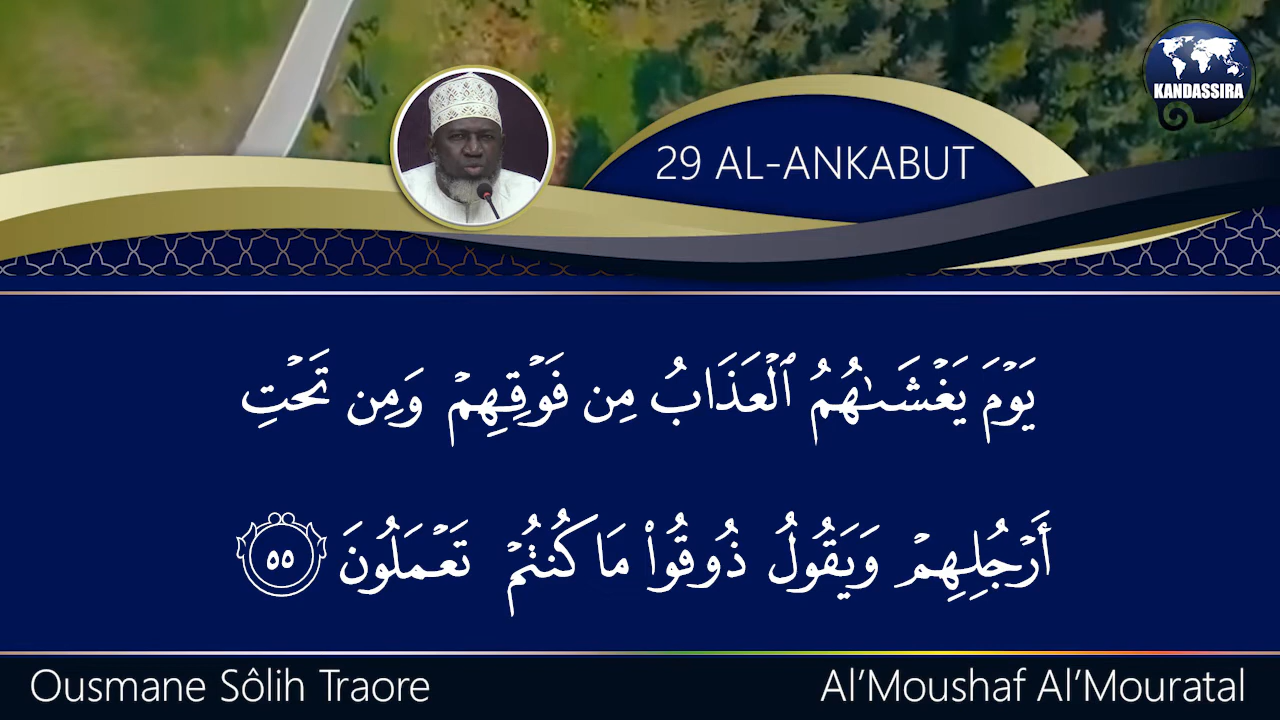 KANDASSIRA
29 AL-ANKABUT
يَوْمَ يَغْشَىٰهُمُ ٱلْعَذَابُ مِن فَوْقِهِمْ وَمِن تَحْتِ
أَرْجُلِهِمْ وَيَقُولُ ذُوقُوا۟ مَا كُنتُمْ تَعْمَلُونَ ٥٥
Ousmane Sôlih Traore
Al’Moushaf Al’Mouratal